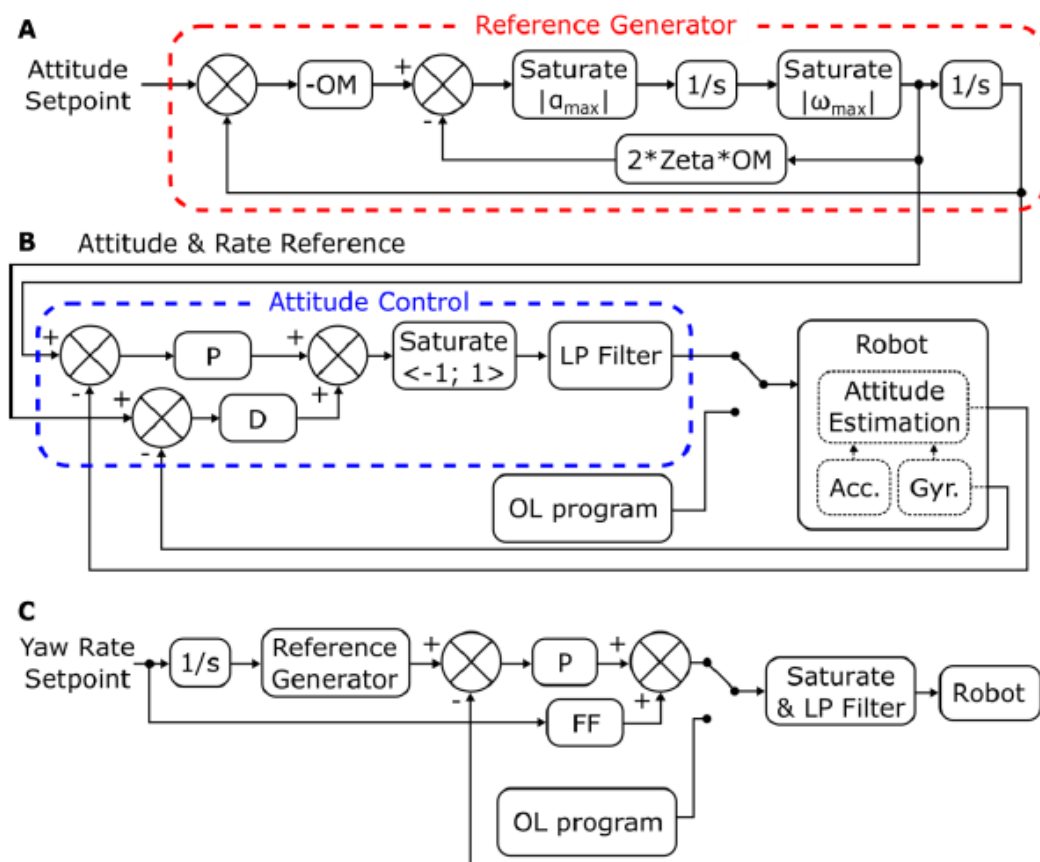 A
Reference Generator
Attitude
Setpoint
-OM
+
-
Saturate
|α_max|
1/s
Saturate
|ω_max|
1/s
2*Zeta*OM
B
Attitude & Rate Reference
Attitude Control
+
-
P
+
-
D
+
+
Saturate
<-1; 1>
LP Filter
OL program
Robot
Attitude
Estimation
Acc.
Gyr.
C
Yaw Rate
Setpoint
1/s
Reference
Generator
+
-
P
FF
+
+
OL program
Saturate
& LP Filter
Robot